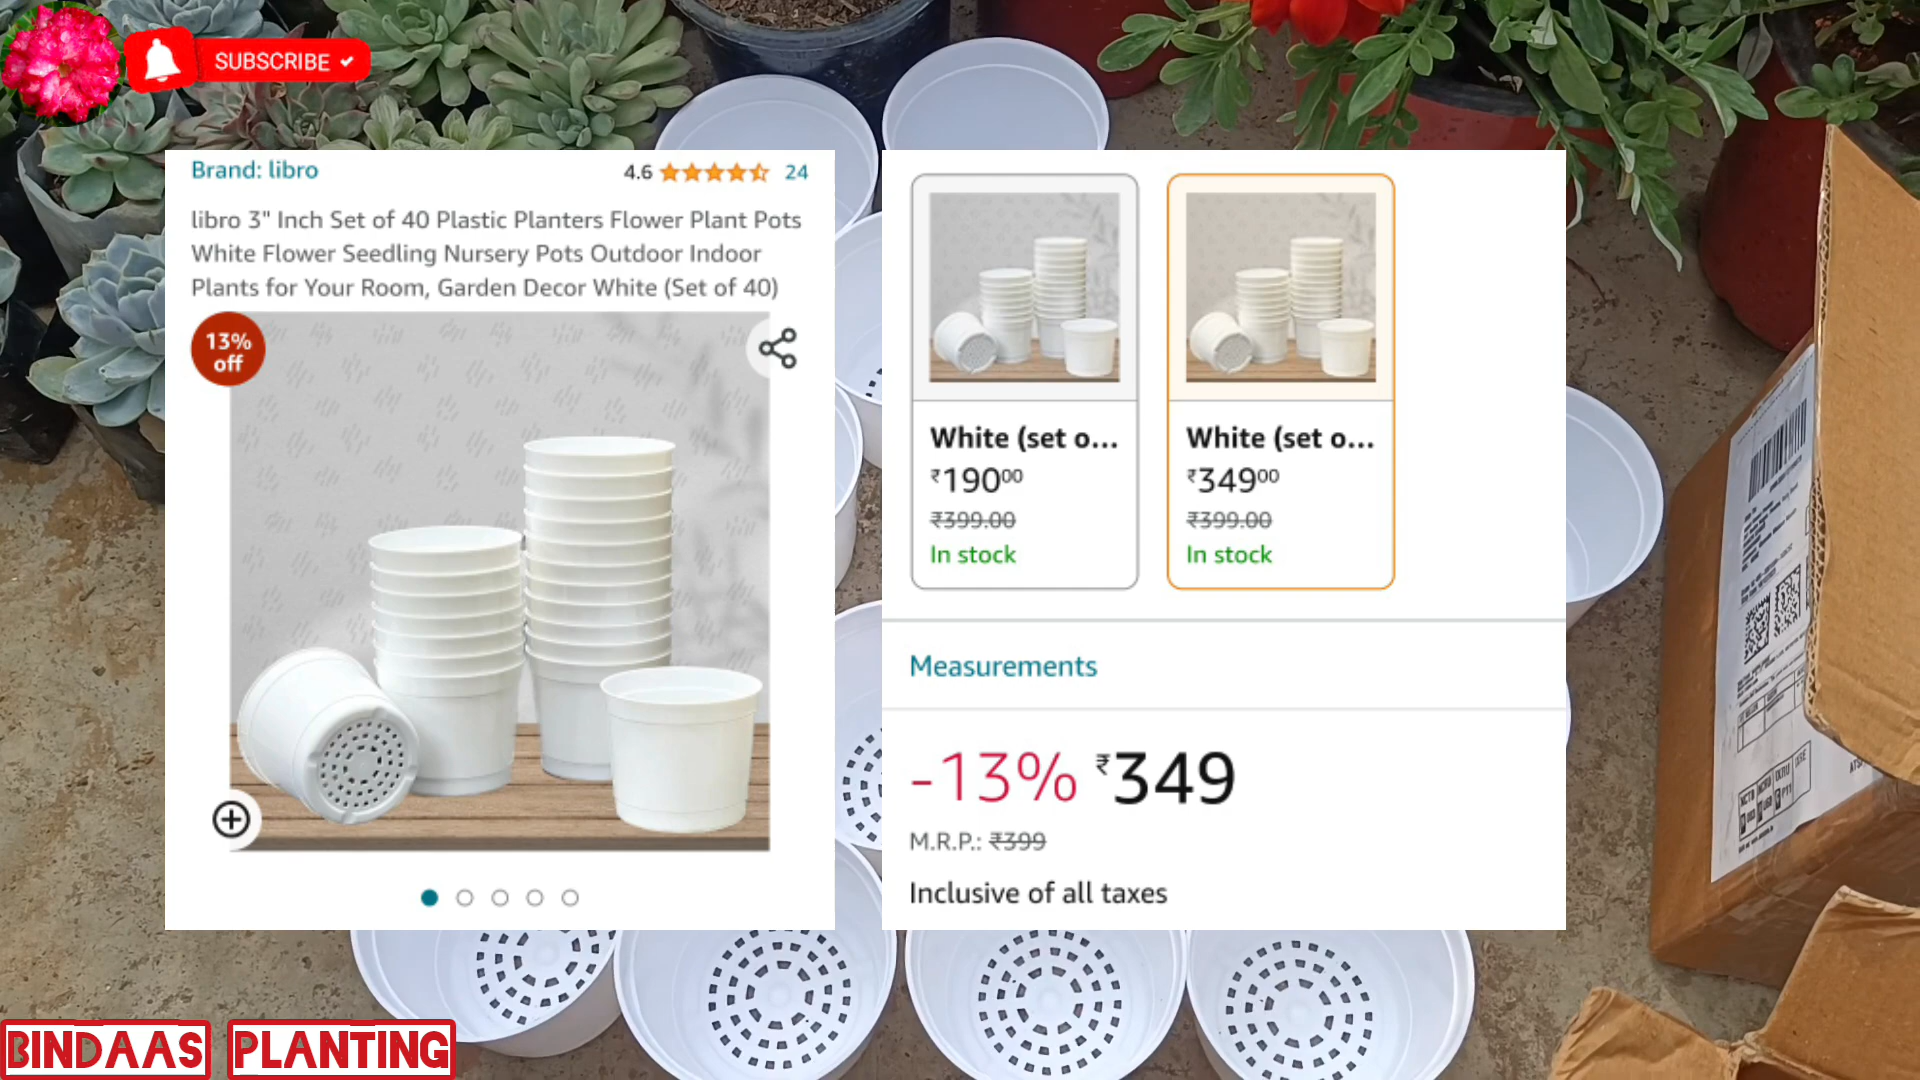 SUBSCRIBE
Brand: libro
4.6 24
libro 3" Inch Set of 40 Plastic Planters Flower Plant Pots
White Flower Seedling Nursery Pots Outdoor Indoor
Plants for Your Room, Garden Decor White (Set of 40)
13%
off
White (set o...
₹190⁰⁰
₹399.00
In stock
White (set o...
₹349⁰⁰
₹399.00
In stock
Measurements
-13% ₹349
M.R.P.: ₹399
Inclusive of all taxes
BINDAAS PLANTING